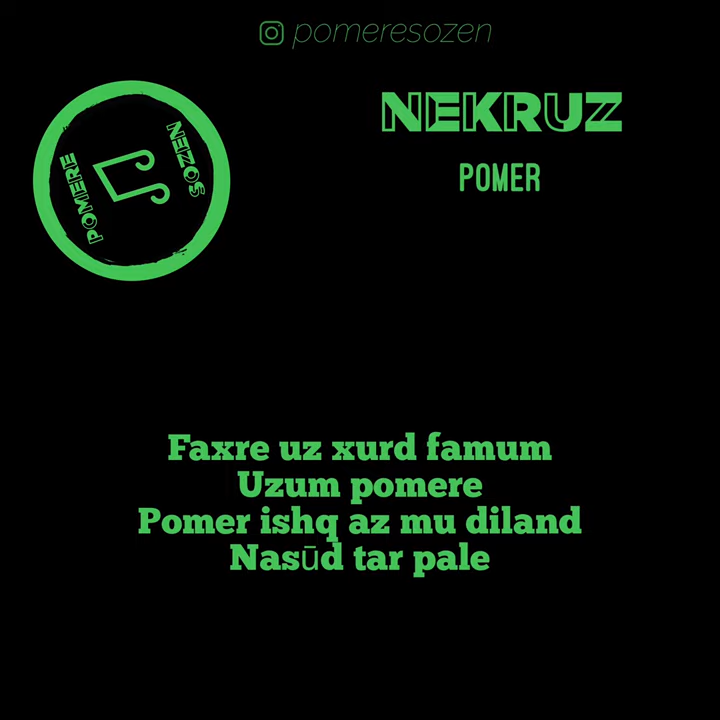 pomeresozen
NEKRUZ
POMER
POMERE
SOZEN
Faxre uz xurd famum
Uzum pomere
Pomer ishq az mu diland
Nasūd tar pale